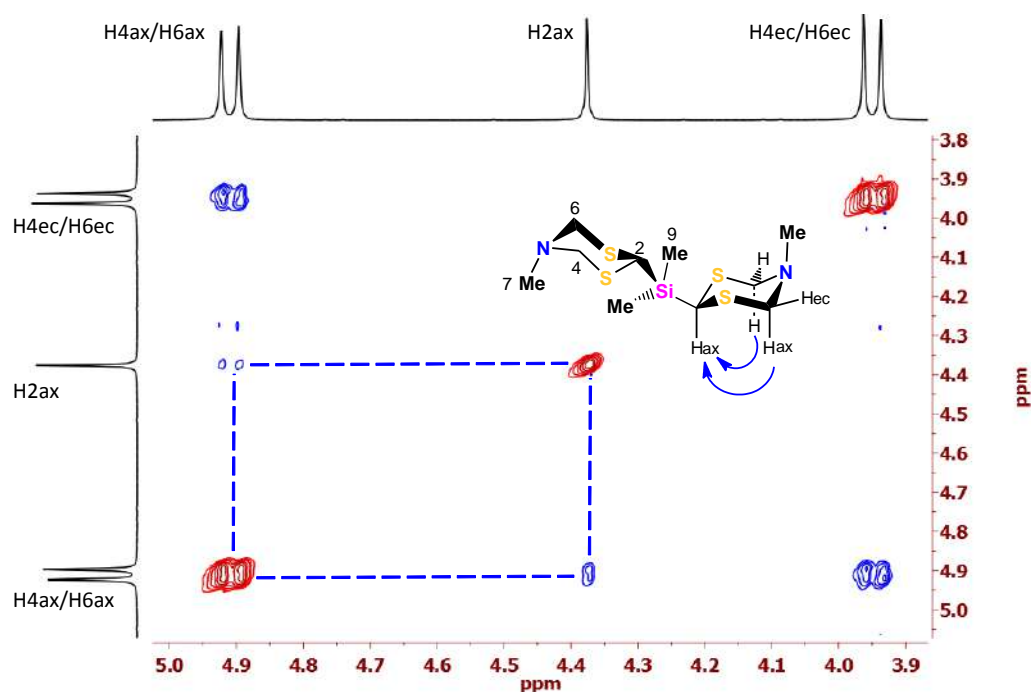 H4ax/H6ax
H2ax
H4ec/H6ec
3.8
3.9
4.0
4.1
4.2
4.3
4.4
4.5
4.6
4.7
4.8
4.9
5.0
ppm
H4ec/H6ec
H2ax
H4ax/H6ax
6
N
S
2
9
Me
4
S
7 Me
Si
Me
Me
H
S
N
S
Hec
H
Hax
Hax
5.0 4.9 4.8 4.7 4.6 4.5 4.4 4.3 4.2 4.1 4.0 3.9
ppm